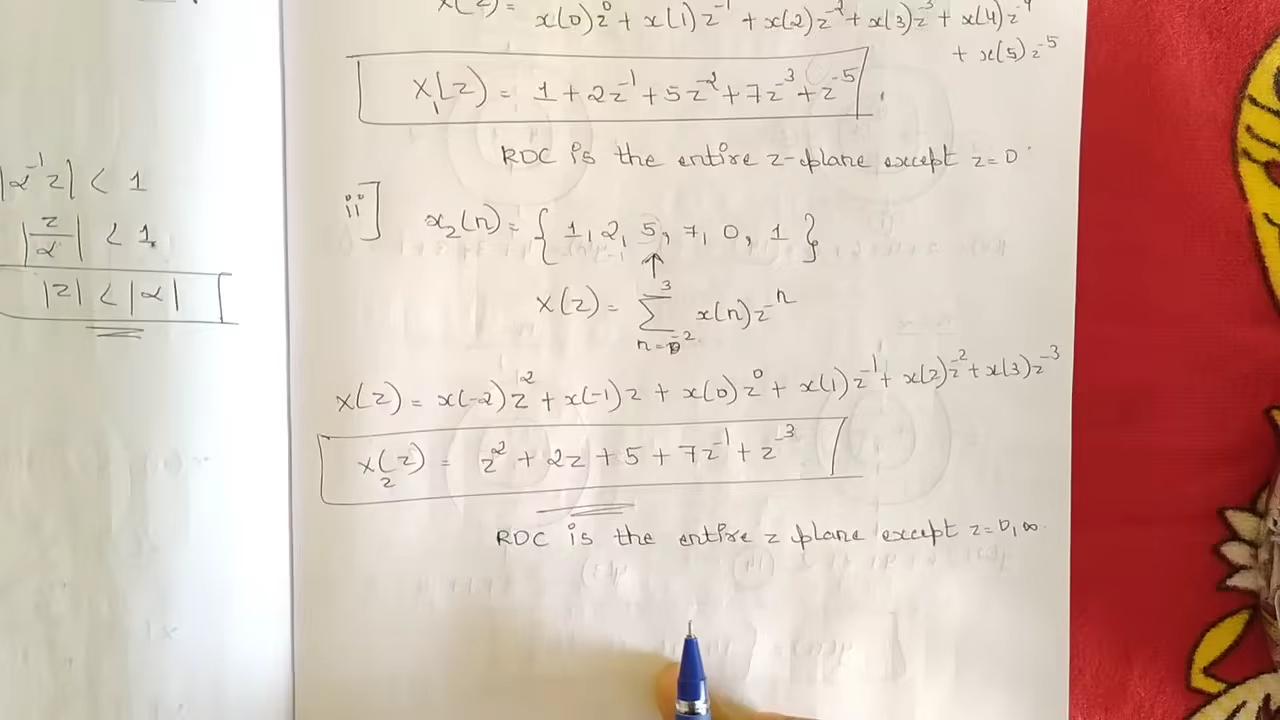 |α⁻¹z| < 1
|z/α| < 1
|z| < |α|
X(z) = x(0)z⁰ + x(1)z⁻¹ + x(2)z⁻² + x(3)z⁻³ + x(4)z⁻⁴
+ x(5)z⁻⁵
X₁(z) = 1 + 2z⁻¹ + 5z⁻² + 7z⁻³ + z⁻⁵
ROC is the entire z-plane except z=0
ii] x₂(n) = { 1, 2, 5, 7, 0, 1 }
↑
X(z) = Σ x(n)z⁻ⁿ
3
n=-2
X(z) = x(-2)z² + x(-1)z + x(0)z⁰ + x(1)z⁻¹ + x(2)z⁻² + x(3)z⁻³
X₂(z) = z² + 2z + 5 + 7z⁻¹ + z⁻³
ROC is the entire z plane except z=0,∞.